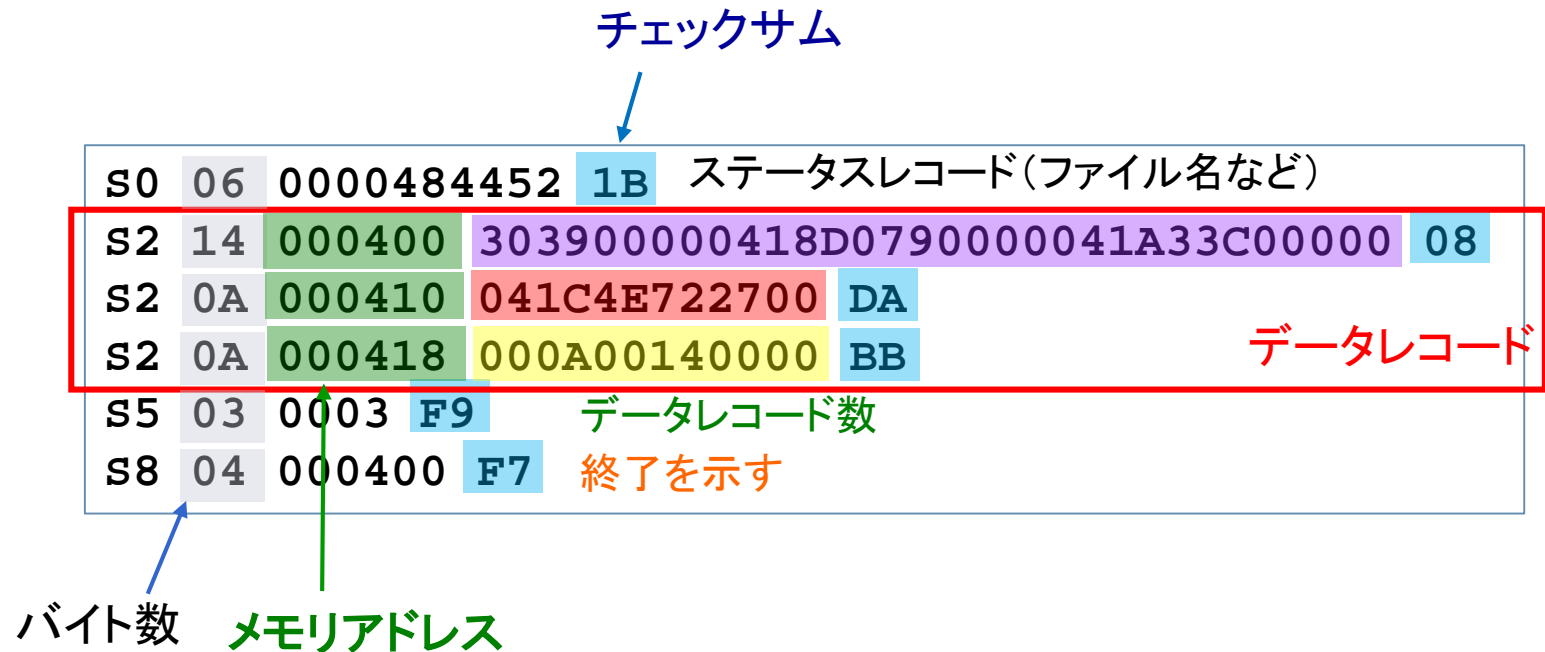 チェックサム
S0 06 0000484452 1B ステータスレコード(ファイル名など)
S2 14 000400 303900000418D0790000041A33C00000 08
S2 0A 000410 041C4E722700 DA
S2 0A 000418 000A00140000 BB
データレコード
S5 03 0003 F9 データレコード数
S8 04 000400 F7 終了を示す
バイト数 メモリアドレス